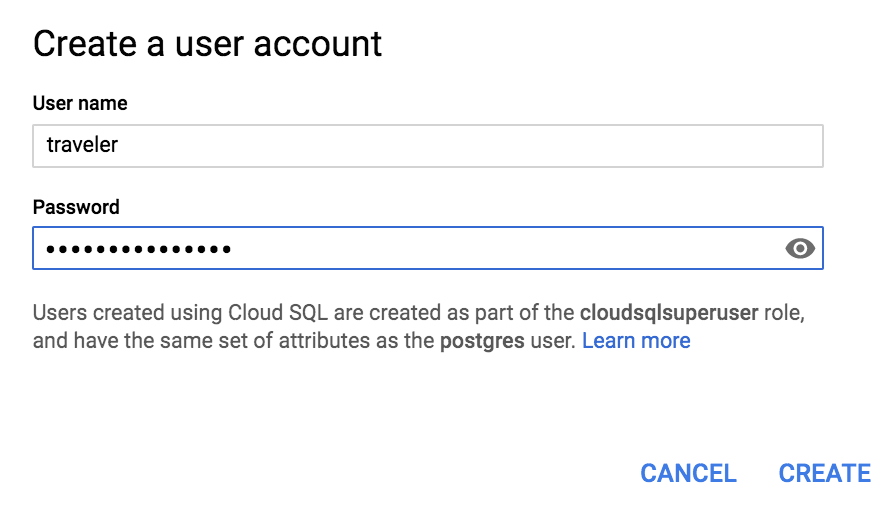 Create a user account
User name
traveler
Password
•••••••••••••••
Users created using Cloud SQL are created as part of the cloudsqlsuperuser role,
and have the same set of attributes as the postgres user. Learn more
CANCEL CREATE